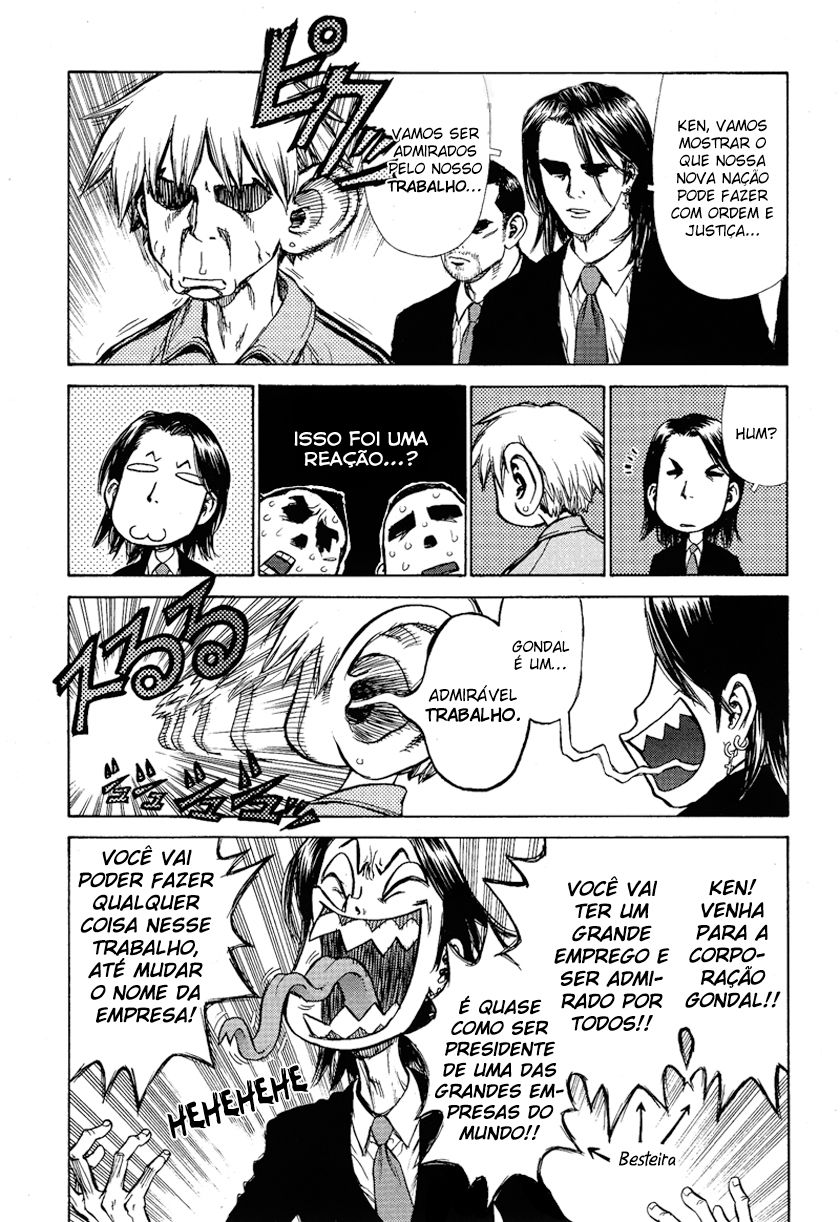 KEN, VAMOS
MOSTRAR O
QUE NOSSA
NOVA NAÇÃO
PODE FAZER
COM ORDEM E
JUSTIÇA...
VAMOS SER
ADMIRADOS
PELO NOSSO
TRABALHO...
ピクッ
HUM?
ISSO FOI UMA
REAÇÃO...?
GONDAL
É UM...
ADMIRÁVEL
TRABALHO.
KEN!
VENHA
PARA A
CORPO-
RAÇÃO
GONDAL!!
VOCÊ VAI
TER UM
GRANDE
EMPREGO E
SER ADMI-
RADO POR
TODOS!!
É QUASE
COMO SER
PRESIDENTE
DE UMA DAS
GRANDES EM-
PRESAS DO
MUNDO!!
VOCÊ VAI
PODER FAZER
QUALQUER
COISA NESSE
TRABALHO,
ATÉ MUDAR
O NOME DA
EMPRESA!
HEHEHEHE
Besteira